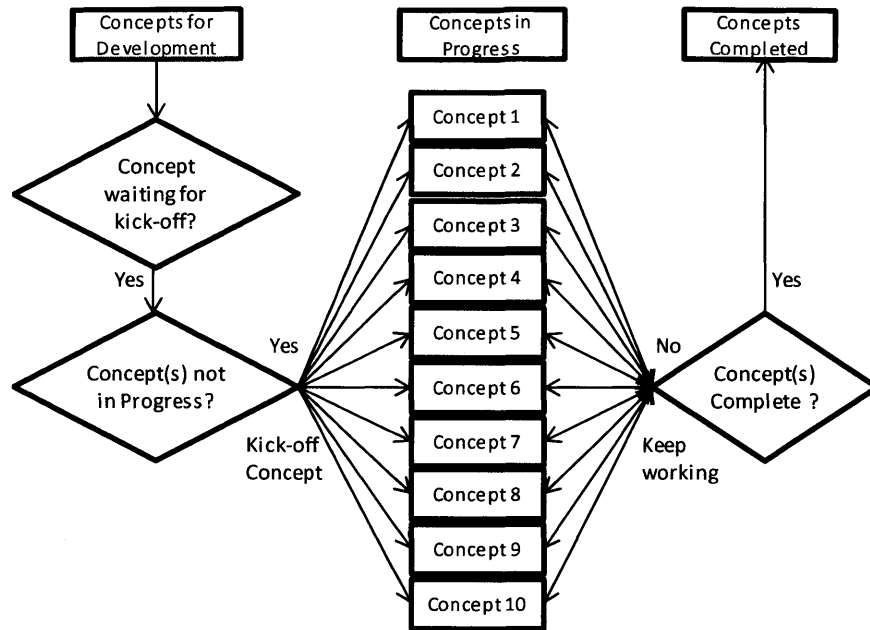 Concepts for
Development
Concepts in
Progress
Concepts
Completed
Concept
waiting for
kick-off?
Yes
Concept(s) not
in Progress?
Yes
Kick-off
Concept
Concept 1
Concept 2
Concept 3
Concept 4
Concept 5
Concept 6
Concept 7
Concept 8
Concept 9
Concept 10
No
Keep
working
Concept(s)
Complete ?
Yes